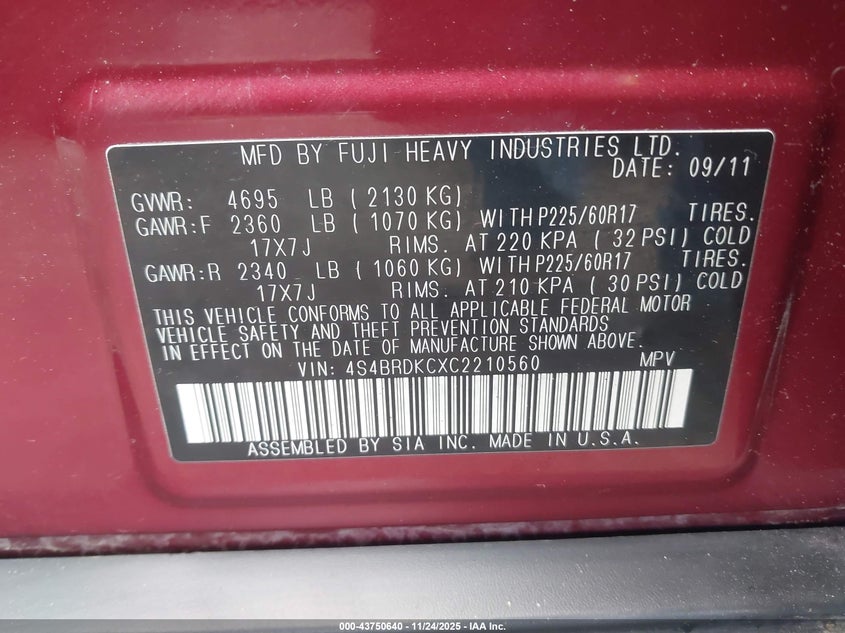 MFD BY FUJI HEAVY INDUSTRIES LTD.
DATE: 09/11
GVWR: 4695 LB ( 2130 KG)
GAWR:F 2360 LB ( 1070 KG) WITH P225/60R17 TIRES.
17X7J RIMS. AT 220 KPA ( 32 PSI) COLD
GAWR:R 2340 LB ( 1060 KG) WITH P225/60R17 TIRES.
17X7J RIMS. AT 210 KPA ( 30 PSI) COLD
THIS VEHICLE CONFORMS TO ALL APPLICABLE FEDERAL MOTOR
VEHICLE SAFETY AND THEFT PREVENTION STANDARDS
IN EFFECT ON THE DATE OF MANUFACTURE SHOWN ABOVE.
VIN: 4S4BRDKCXC2210560 MPV
ASSEMBLED BY SIA INC. MADE IN U.S.A.
000-43750640 - 11/24/2025 - IAA Inc.